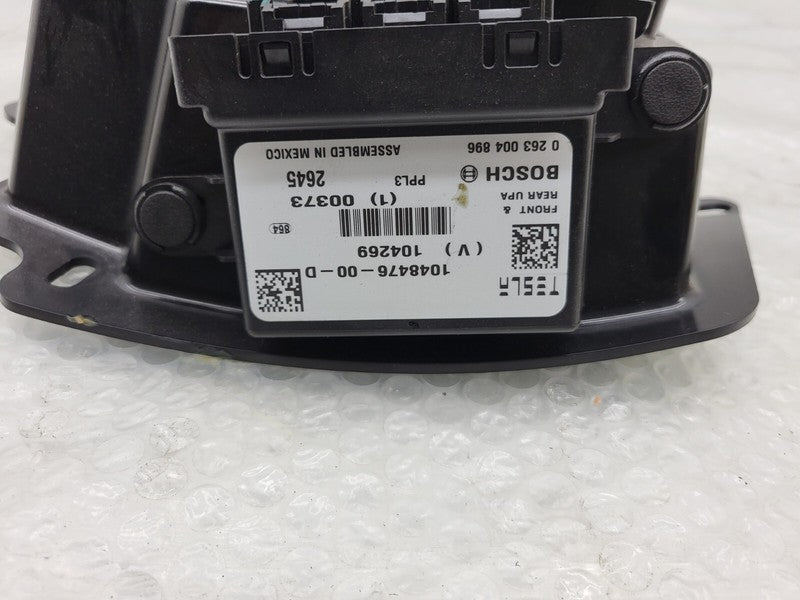 TESLA
1048476-00-D
(V) 104269
FRONT &
REAR UPA
864
(1) 00373
BOSCH
PPL3
2645
0 263 004 896
ASSEMBLED IN MEXICO